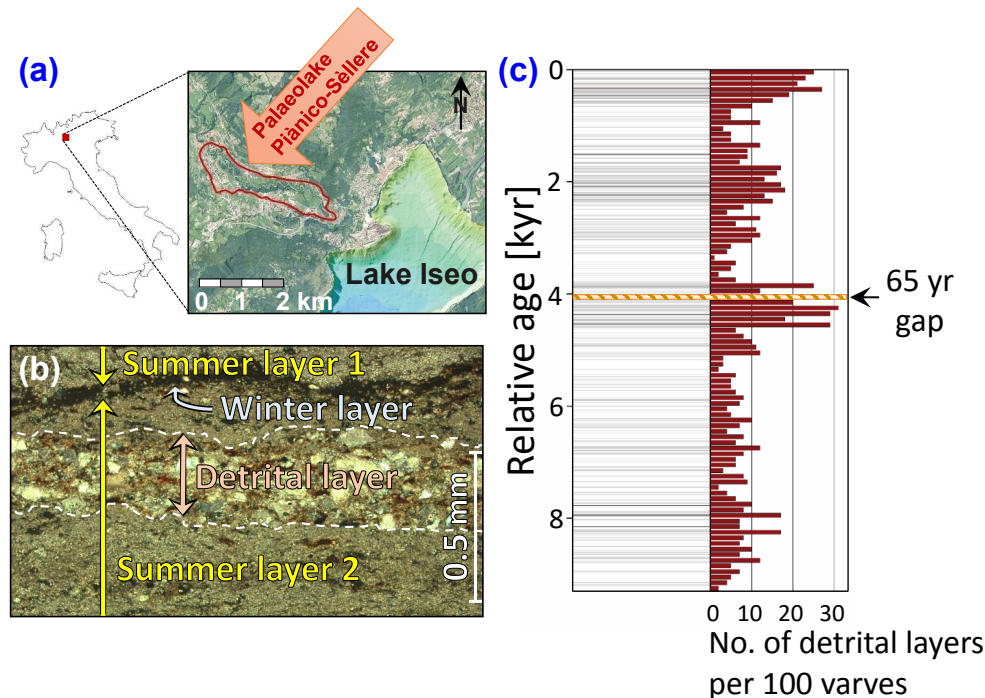 (a)
Palaeolake
Piànico-Sèllere
N
Lake Iseo
0 1 2 km
(b)
Summer layer 1
Winter layer
Detrital layer
Summer layer 2
0.5 mm
(c)
Relative age [kyr]
0
2
4
6
8
65 yr
gap
0 10 20 30
No. of detrital layers
per 100 varves